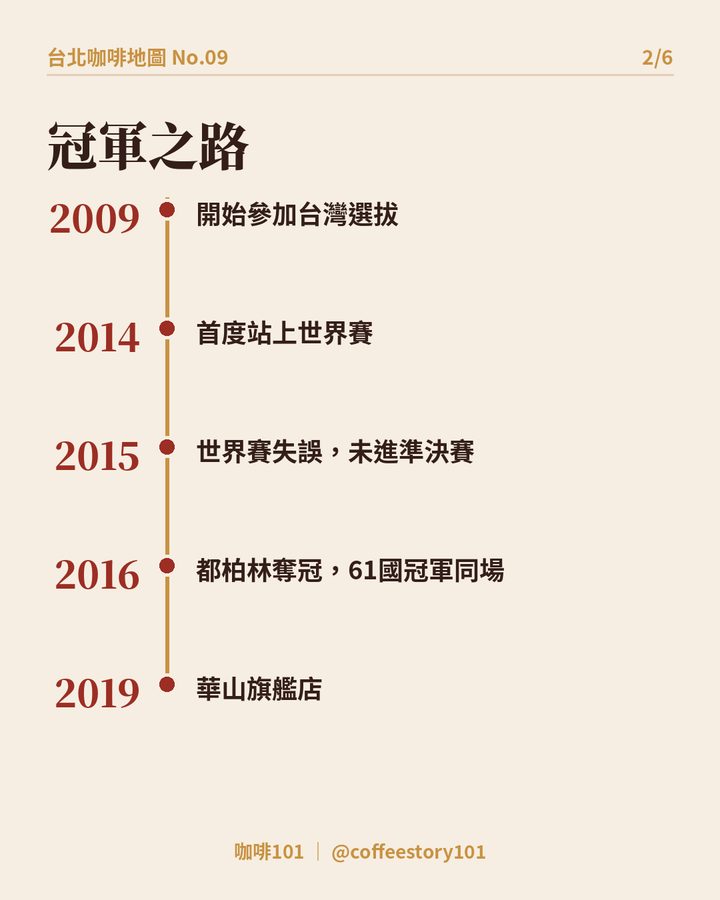 台北咖啡地圖 No.09
2/6
冠軍之路
2009 開始參加台灣選拔
2014 首度站上世界賽
2015 世界賽失誤，未進準決賽
2016 都柏林奪冠，61國冠軍同場
2019 華山旗艦店
咖啡101｜@coffeestory101